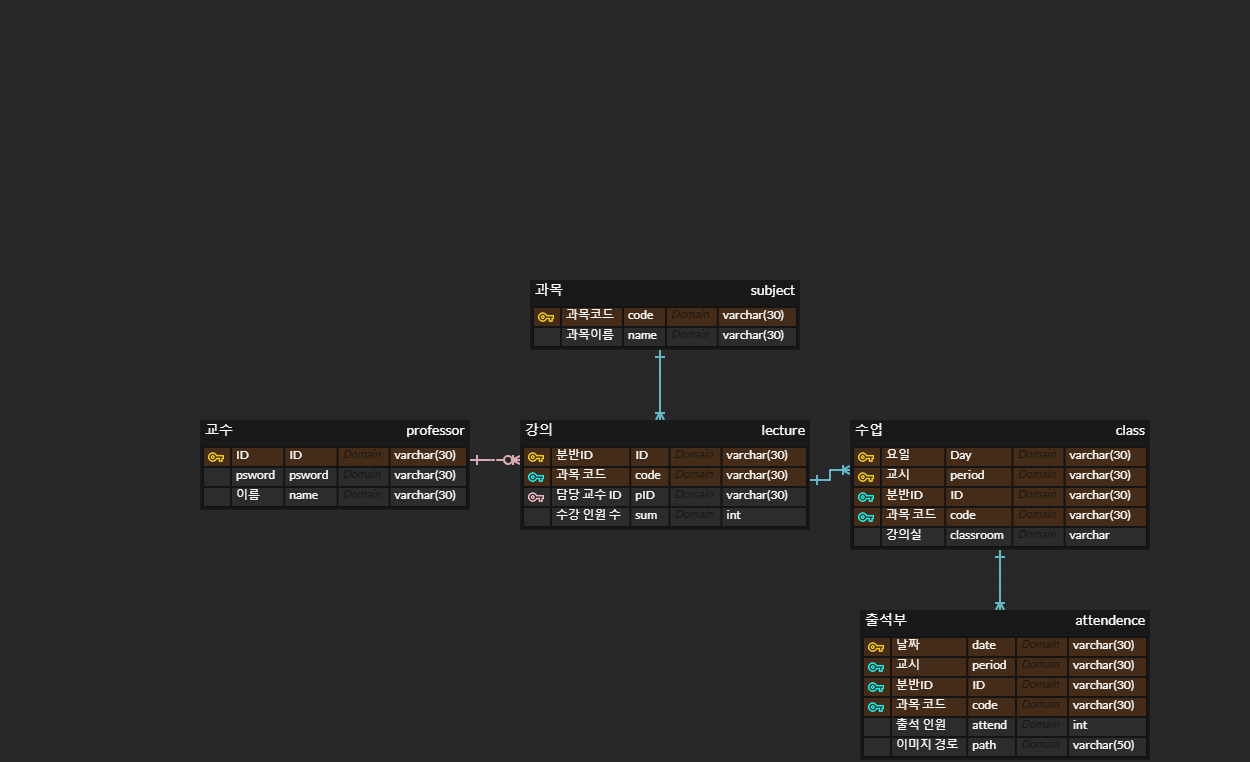 과목 subject
과목코드 code Domain varchar(30)
과목이름 name Domain varchar(30)
교수 professor
ID ID Domain varchar(30)
psword psword Domain varchar(30)
이름 name Domain varchar(30)
강의 lecture
분반ID ID Domain varchar(30)
과목 코드 code Domain varchar(30)
담당 교수 ID pID Domain varchar(30)
수강 인원 수 sum Domain int
수업 class
요일 Day Domain varchar(30)
교시 period Domain varchar(30)
분반ID ID Domain varchar(30)
과목 코드 code Domain varchar(30)
강의실 classroom Domain varchar
출석부 attendence
날짜 date Domain varchar(30)
교시 period Domain varchar(30)
분반ID ID Domain varchar(30)
과목 코드 code Domain varchar(30)
출석 인원 attend Domain int
이미지 경로 path Domain varchar(50)